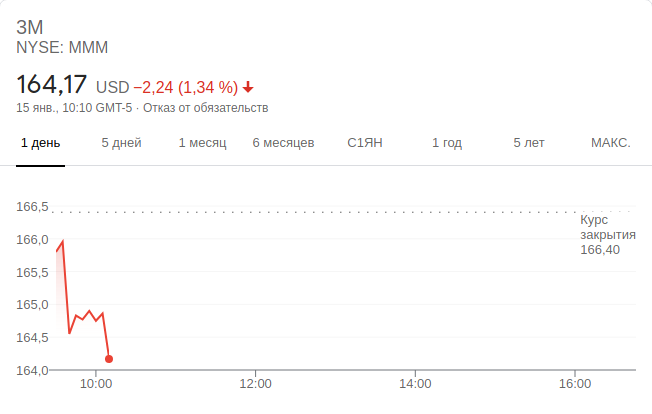 3M
NYSE: MMM
164,17 USD −2,24 (1,34 %)
15 янв., 10:10 GMT-5 · Отказ от обязательств
1 день 5 дней 1 месяц 6 месяцев С1ЯН 1 год 5 лет МАКС.
166,5
Курс
закрытия
166,40
166,0
165,5
165,0
164,5
164,0
10:00 12:00 14:00 16:00